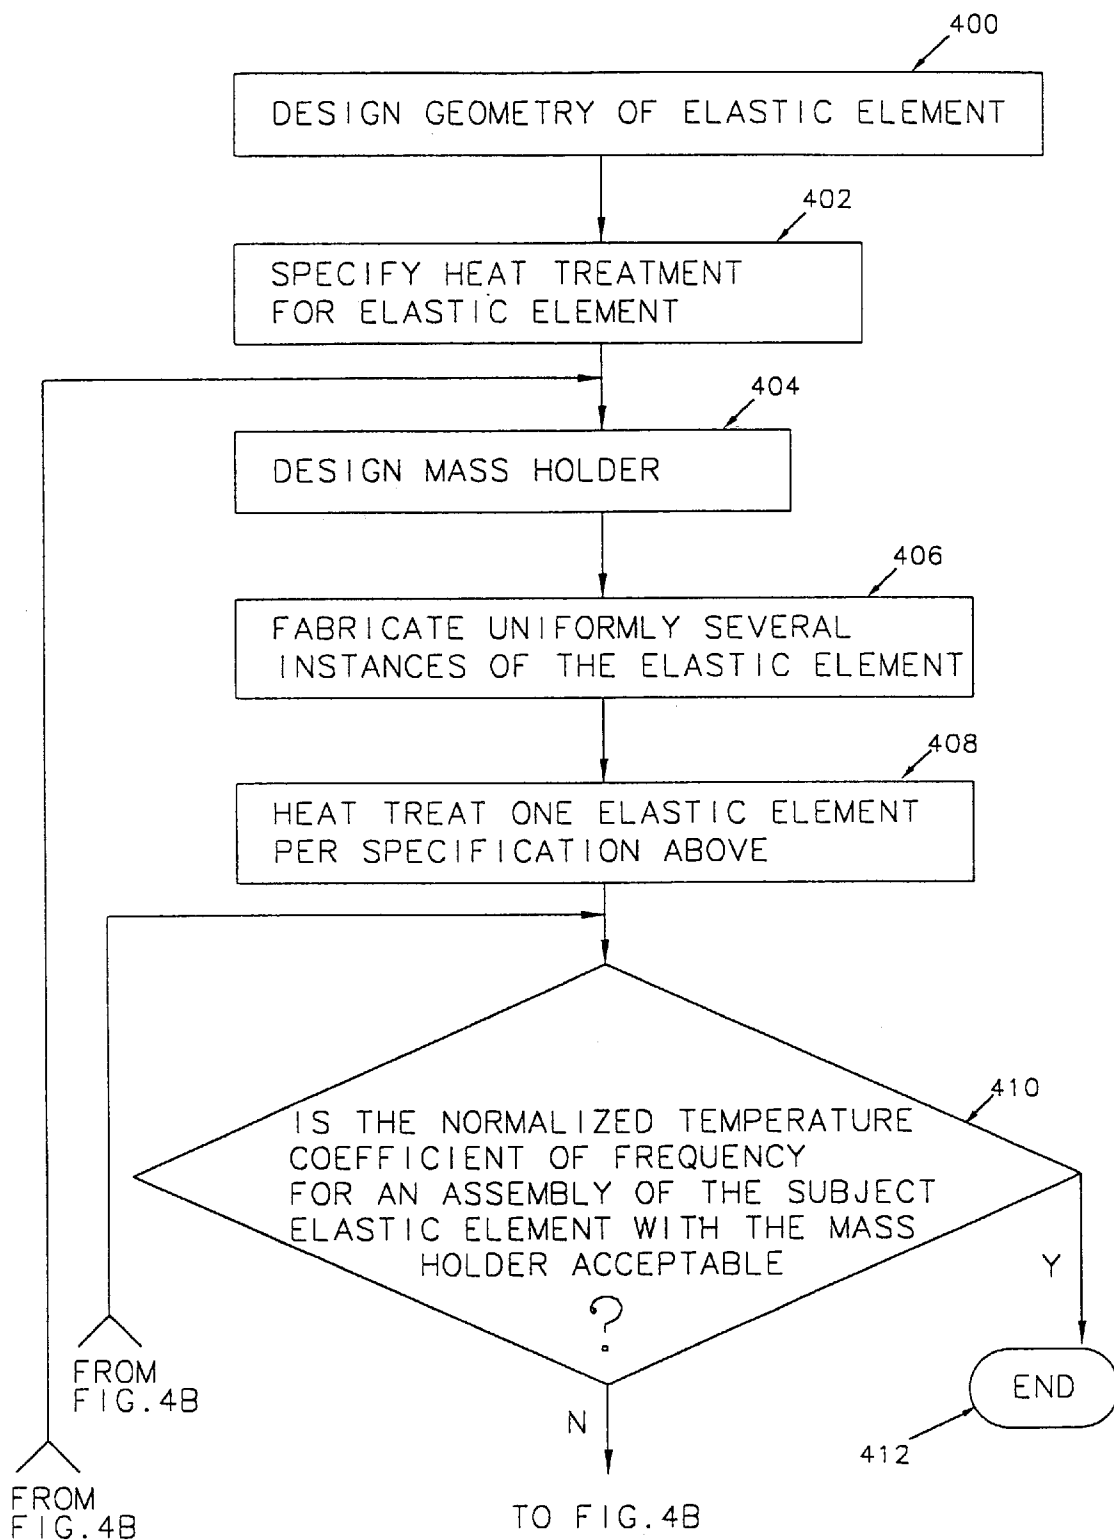 400
DESIGN GEOMETRY OF ELASTIC ELEMENT
402
SPECIFY HEAT TREATMENT
FOR ELASTIC ELEMENT
404
DESIGN MASS HOLDER
406
FABRICATE UNIFORMLY SEVERAL
INSTANCES OF THE ELASTIC ELEMENT
408
HEAT TREAT ONE ELASTIC ELEMENT
PER SPECIFICATION ABOVE
410
IS THE NORMALIZED TEMPERATURE
COEFFICIENT OF FREQUENCY
FOR AN ASSEMBLY OF THE SUBJECT
ELASTIC ELEMENT WITH THE MASS
HOLDER ACCEPTABLE
?
Y
END
412
N
FROM
FIG.4B
FROM
FIG.4B
TO FIG.4B